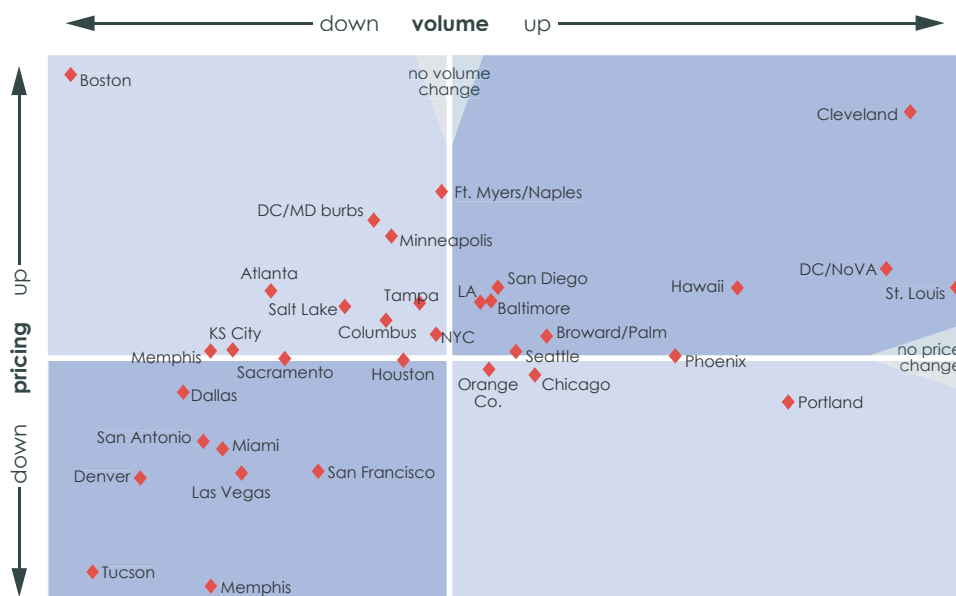 down volume up
Boston
no volume
change
Cleveland
Ft. Myers/Naples
DC/MD burbs
Minneapolis
DC/NoVA
Atlanta
San Diego
Hawaii
St. Louis
Salt Lake
Tampa
LA
Baltimore
Columbus
NYC
KS City
Broward/Palm
Memphis
Sacramento
Houston
Seattle
Phoenix
no price
change
Orange
Co.
Chicago
Dallas
Portland
San Antonio
Miami
Denver
Las Vegas
San Francisco
Tucson
Memphis
down pricing up